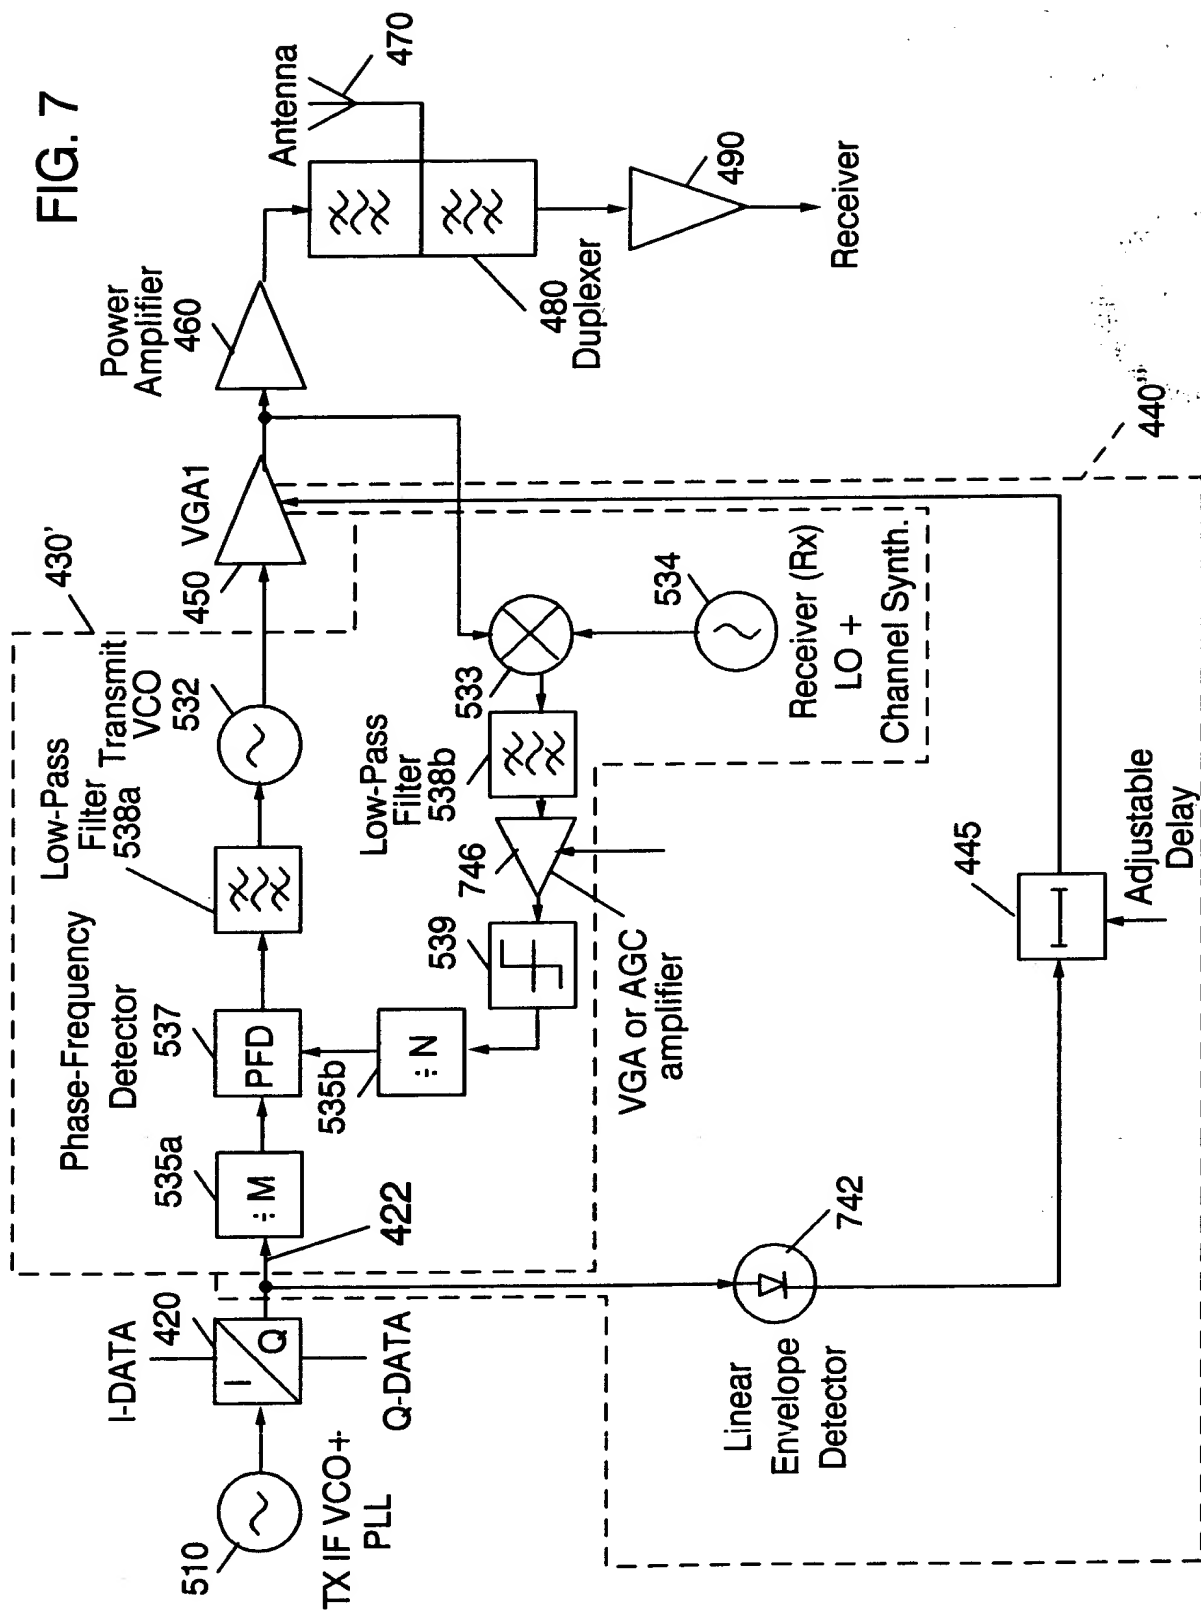 FIG. 7
510
TX IF VCO+
PLL
I-DATA
420
I
Q
Q-DATA
422
535a
÷M
Phase-Frequency
Detector
537
PFD
535b
÷N
Low-Pass
Filter
538a
Transmit
VCO
532
430'
450
VGA1
Power
Amplifier
460
Antenna
470
480
Duplexer
490
Receiver
533
534
Receiver (Rx)
LO +
Channel Synth.
Low-Pass
Filter
538b
746
539
VGA or AGC
amplifier
Linear
Envelope
Detector
742
445
Adjustable
Delay
440''